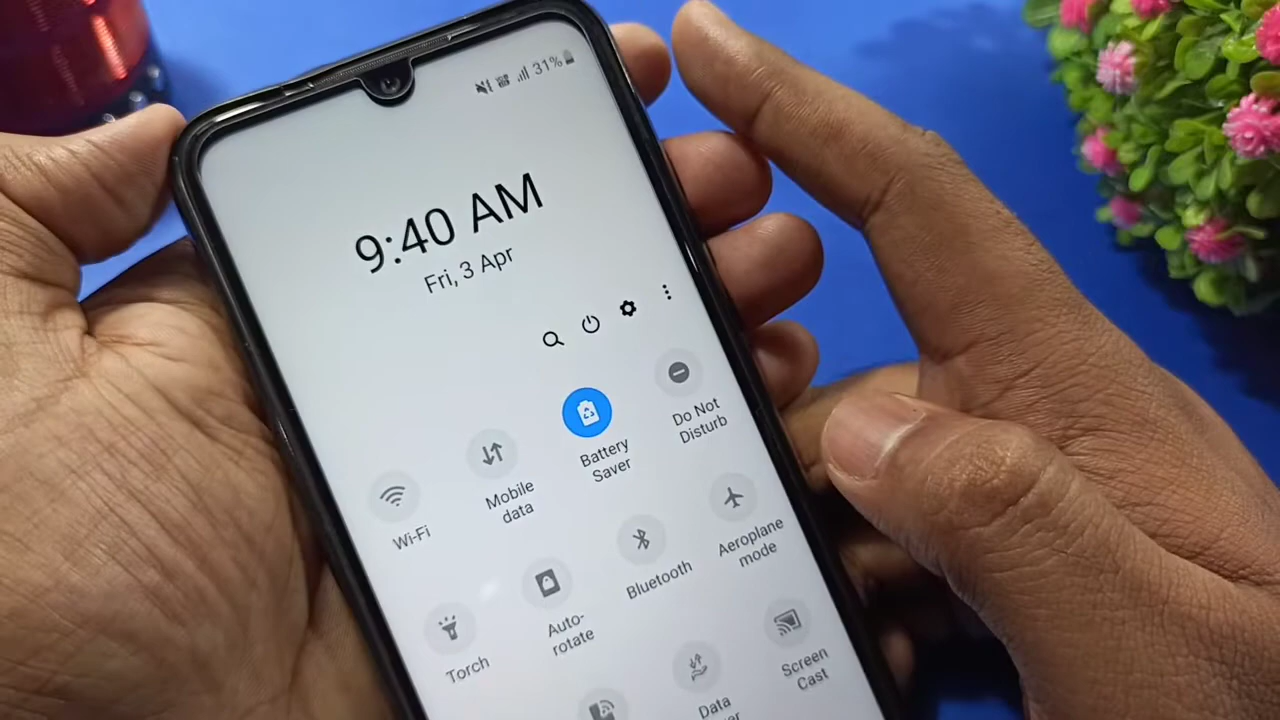 31%
9:40 AM
Fri, 3 Apr
Wi-Fi
Mobile
data
Battery
Saver
Do Not
Disturb
Torch
Auto-
rotate
Bluetooth
Aeroplane
mode
Data
Screen
Cast